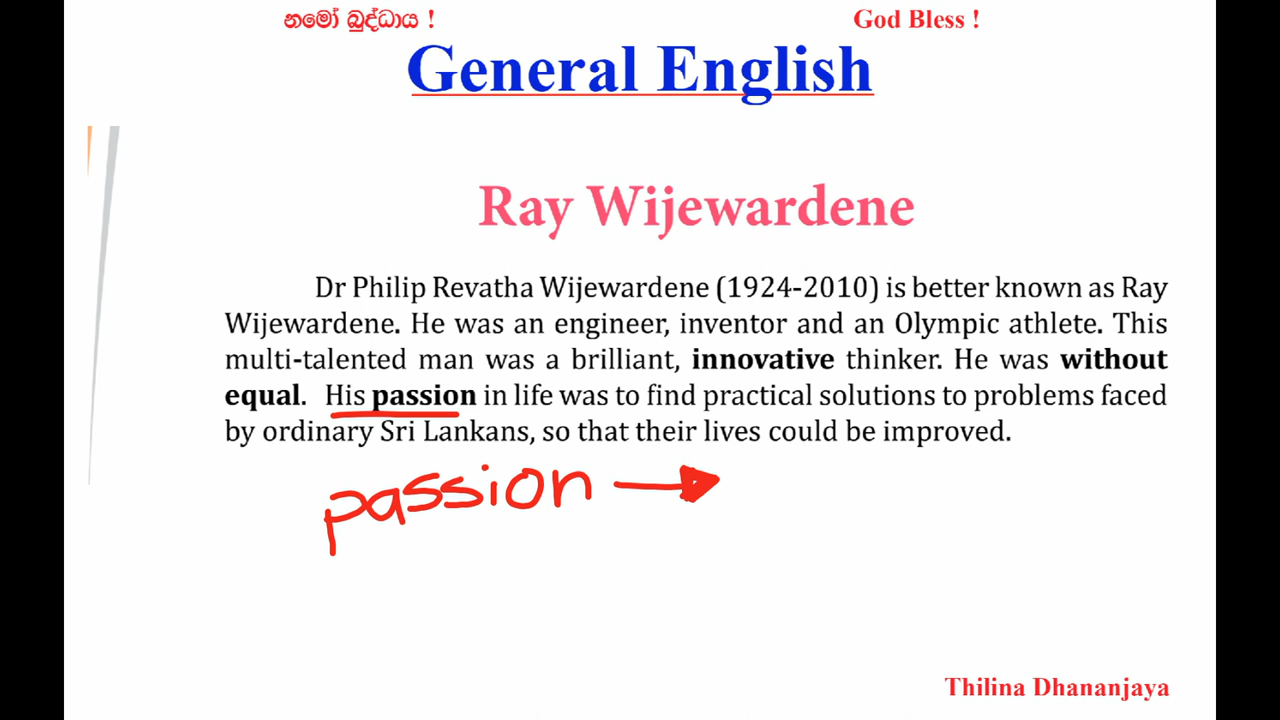 නමෝ බුද්ධාය !
God Bless !
General English
Ray Wijewardene
Dr Philip Revatha Wijewardene (1924-2010) is better known as Ray
Wijewardene. He was an engineer, inventor and an Olympic athlete. This
multi-talented man was a brilliant, innovative thinker. He was without
equal. His passion in life was to find practical solutions to problems faced
by ordinary Sri Lankans, so that their lives could be improved.
passion →
Thilina Dhananjaya